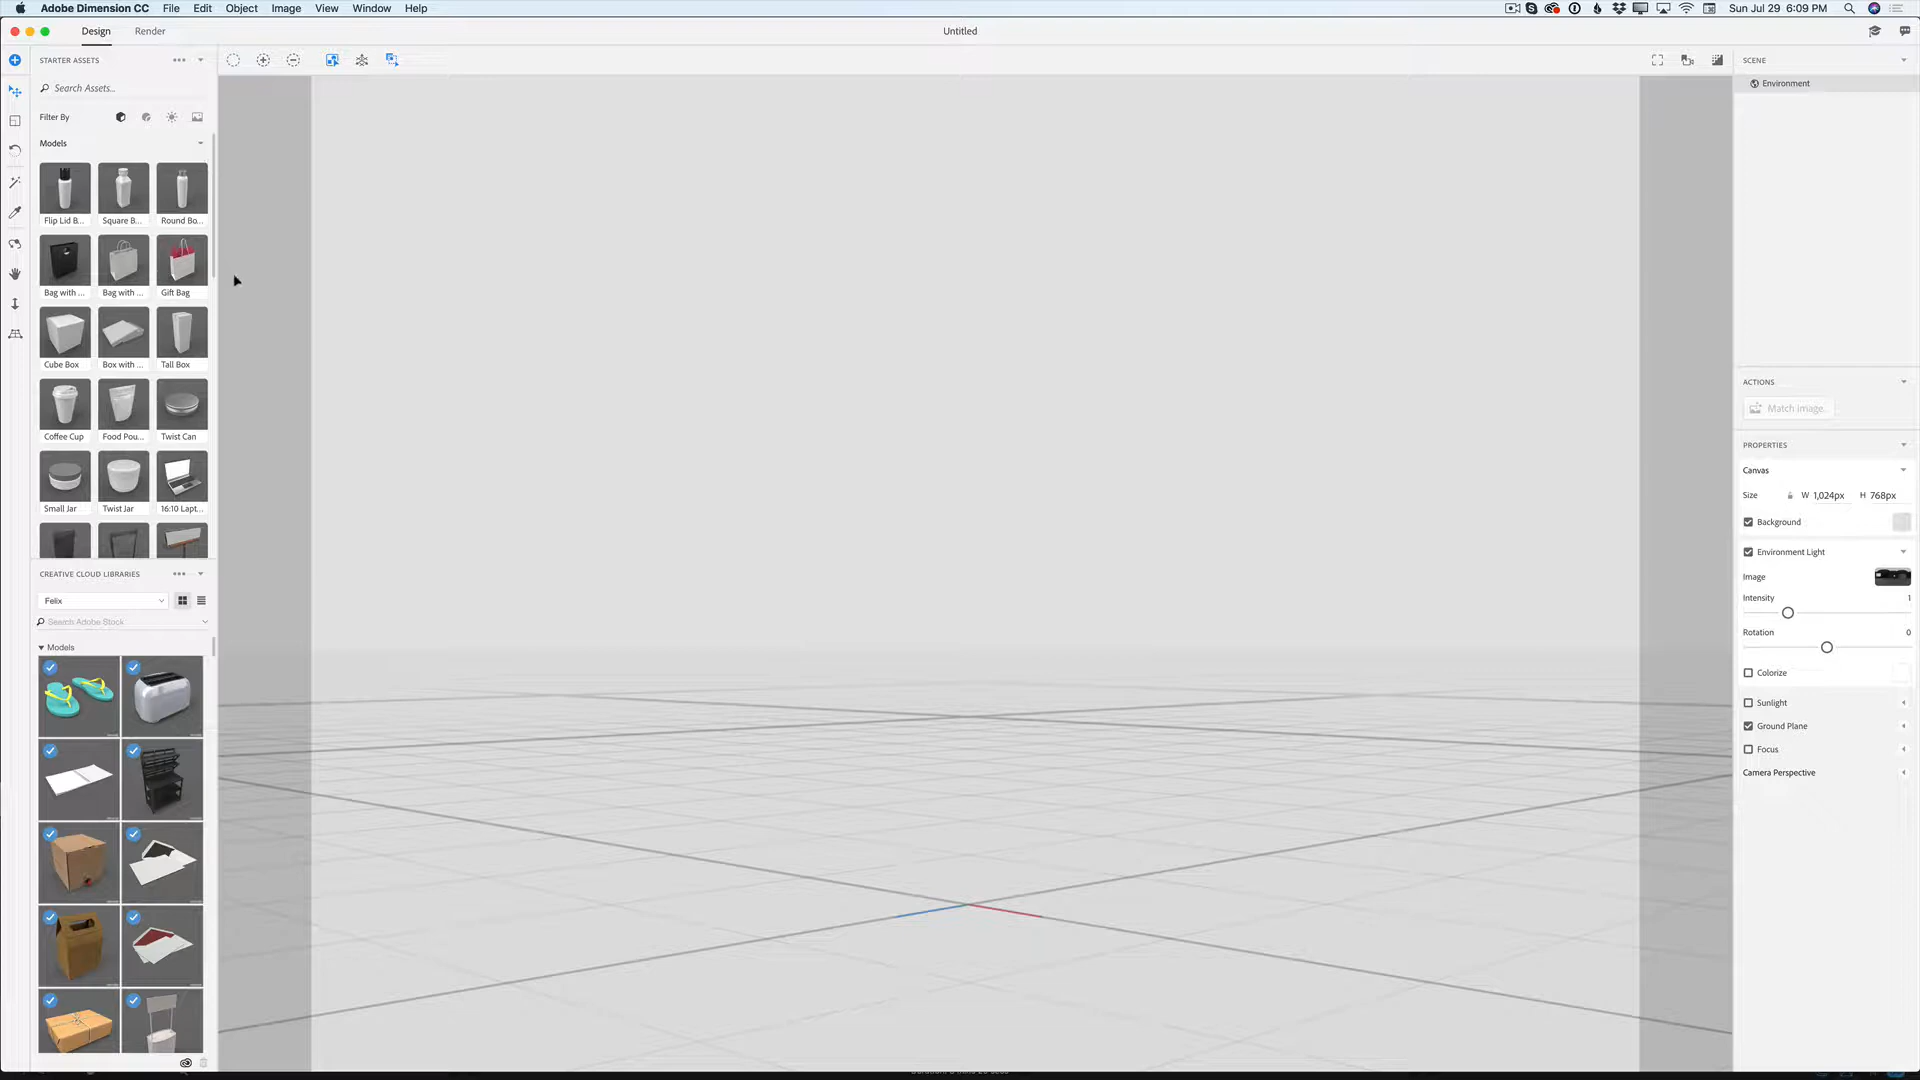 Adobe Dimension CC File Edit Object Image View Window Help
Sun Jul 29 6:09 PM
Design Render
Untitled
STARTER ASSETS
Search Assets...
Filter By
Models
Flip Lid B... Square B... Round Bo...
Bag with ... Bag with ... Gift Bag
Cube Box Box with ... Tall Box
Coffee Cup Food Pou... Twist Can
Small Jar Twist Jar 16:10 Lapt...
CREATIVE CLOUD LIBRARIES
Felix
Search Adobe Stock
Models
SCENE
Environment
ACTIONS
Match image...
PROPERTIES
Canvas
Size W 1,024px H 768px
Background
Environment Light
Image
Intensity 1
Rotation 0
Colorize
Sunlight
Ground Plane
Focus
Camera Perspective